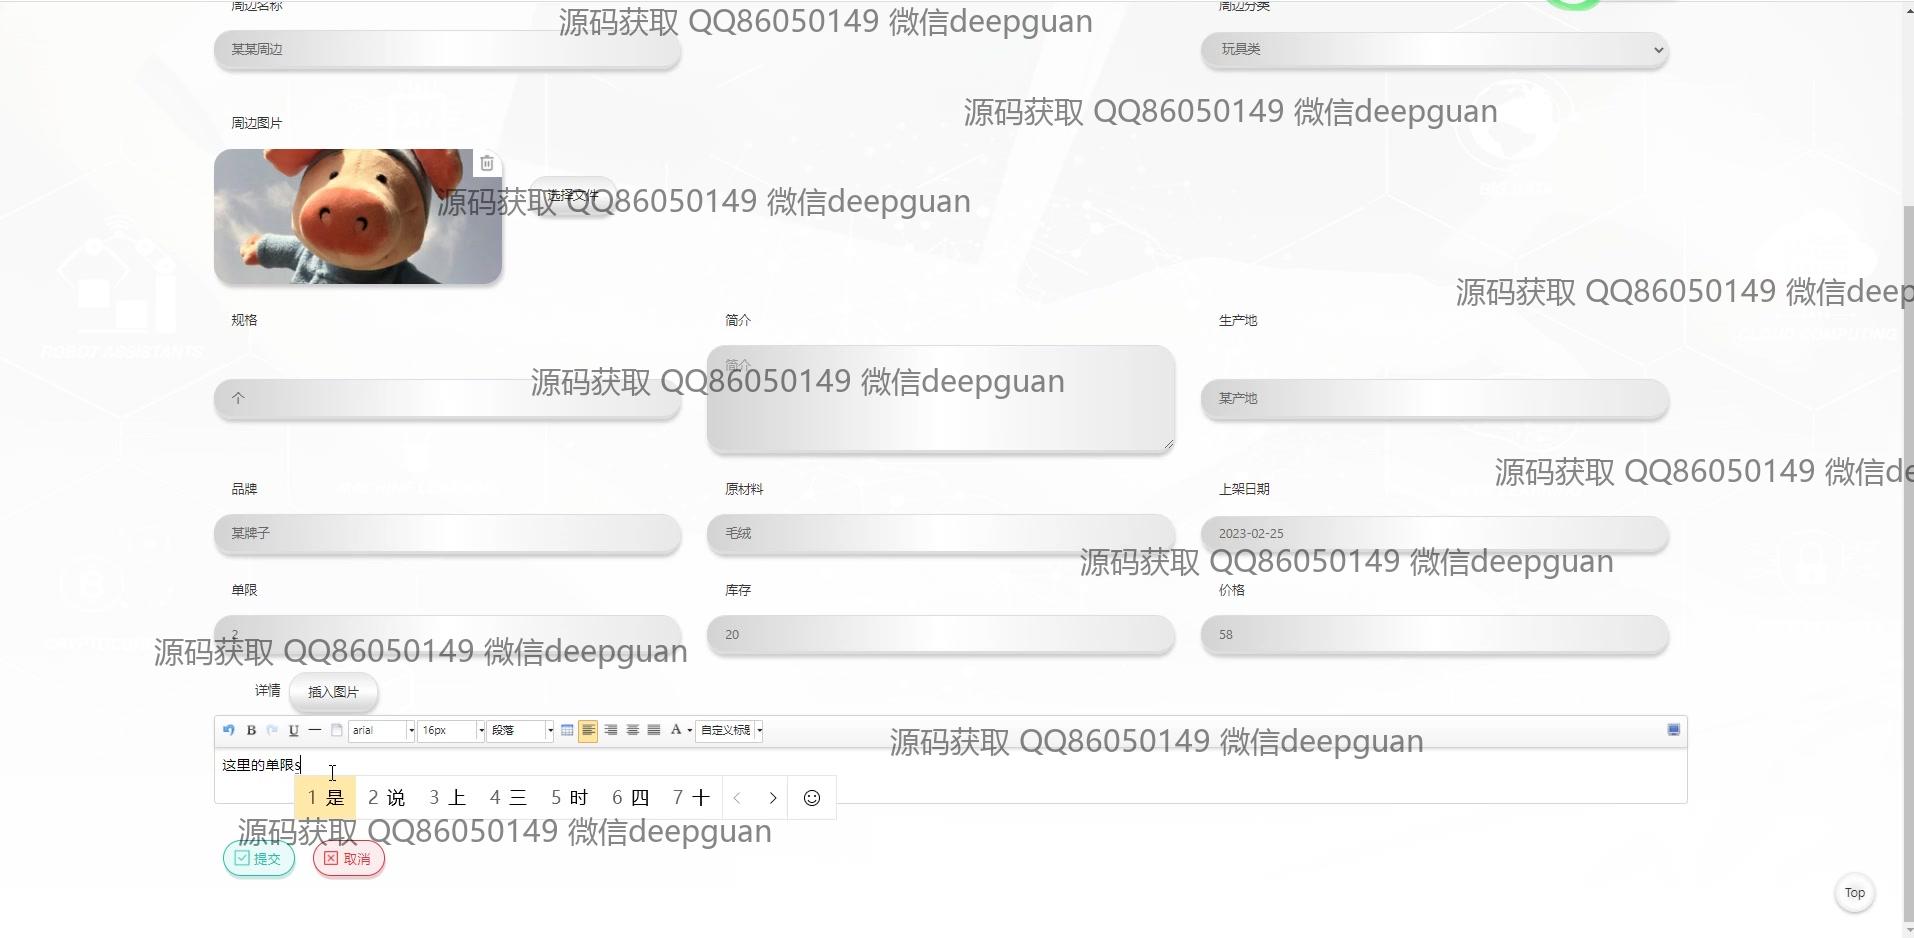 周边名称
周边分类
源码获取 QQ86050149 微信deepguan
某某周边
玩具类
源码获取 QQ86050149 微信deepguan
周边图片
选择文件
源码获取 QQ86050149 微信deepguan
源码获取 QQ86050149 微信deep
规格
简介
生产地
ROBOT ASSISTANTS
CLOUD COMPUTING
简介
源码获取 QQ86050149 微信deepguan
个
某产地
源码获取 QQ86050149 微信de
品牌
原材料
上架日期
某牌子
毛绒
2023-02-25
源码获取 QQ86050149 微信deepguan
单限
库存
价格
2
20
58
源码获取 QQ86050149 微信deepguan
详情
插入图片
B
U
arial
16px
段落
A
自定义标题
源码获取 QQ86050149 微信deepguan
这里的单限s
1 是 2 说 3 上 4 三 5 时 6 四 7 十
源码获取 QQ86050149 微信deepguan
提交
取消
Top